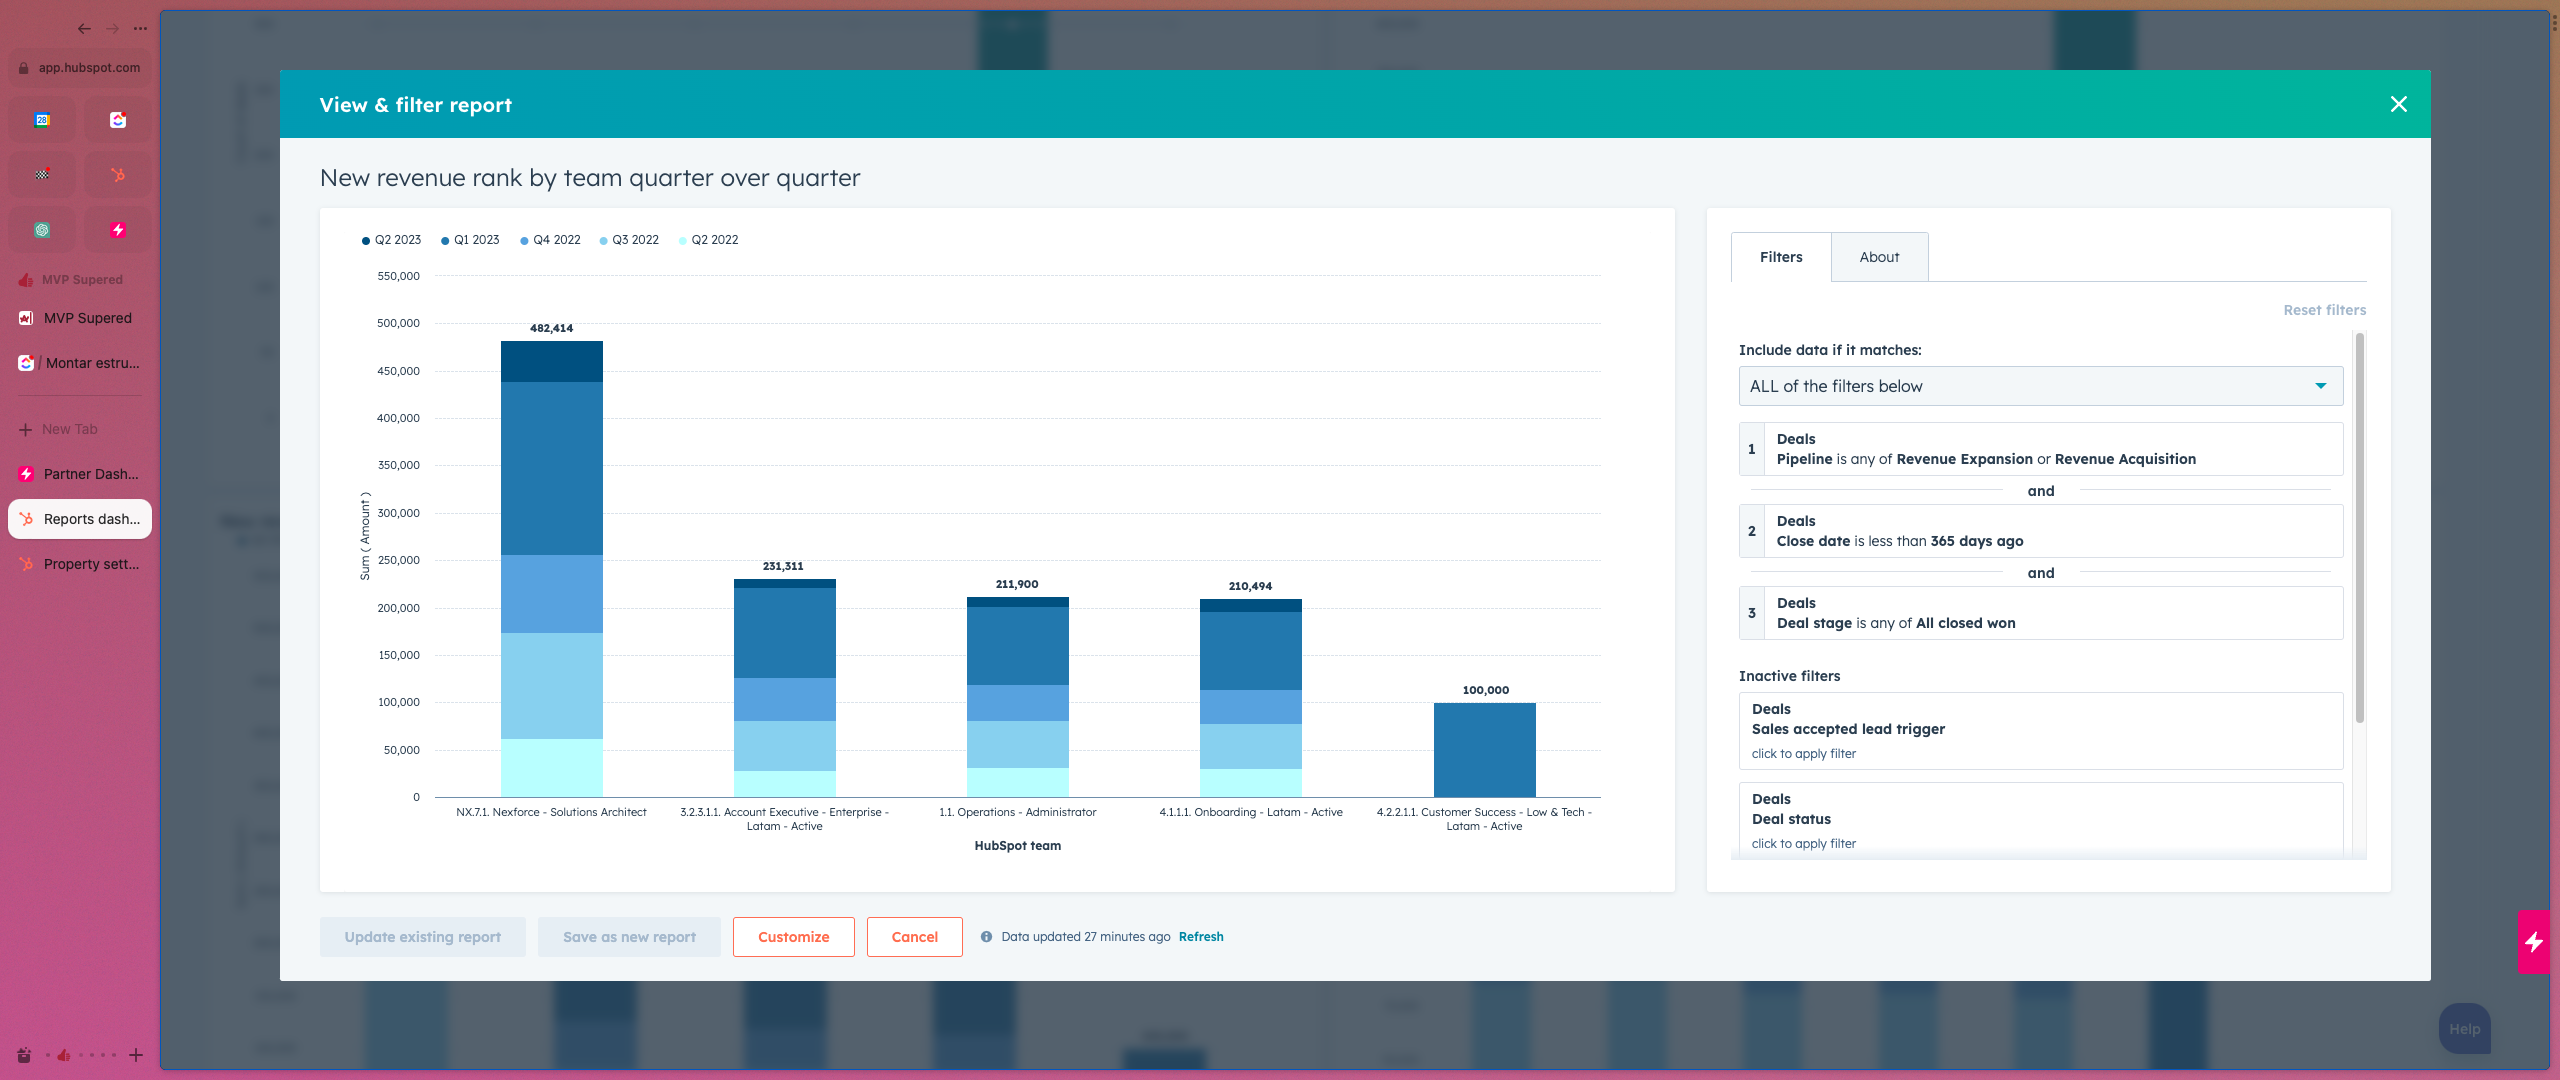 app.hubspot.com
28
MVP Supered
MVP Supered
/ Montar estru...
New Tab
Partner Dash...
Reports dash...
Property sett...
View & filter report
New revenue rank by team quarter over quarter
Q2 2023
Q1 2023
Q4 2022
Q3 2022
Q2 2022
550,000
500,000
450,000
400,000
350,000
300,000
250,000
200,000
150,000
100,000
50,000
0
Sum ( Amount )
482,414
231,311
211,900
210,494
100,000
NX.7.1. Nexforce - Solutions Architect
3.2.3.1.1. Account Executive - Enterprise -
Latam - Active
1.1. Operations - Administrator
4.1.1.1. Onboarding - Latam - Active
4.2.2.1.1. Customer Success - Low & Tech -
Latam - Active
HubSpot team
Filters
About
Reset filters
Include data if it matches:
ALL of the filters below
1
Deals
Pipeline is any of Revenue Expansion or Revenue Acquisition
and
2
Deals
Close date is less than 365 days ago
and
3
Deals
Deal stage is any of All closed won
Inactive filters
Deals
Sales accepted lead trigger
click to apply filter
Deals
Deal status
click to apply filter
Update existing report
Save as new report
Customize
Cancel
Data updated 27 minutes ago Refresh
Help